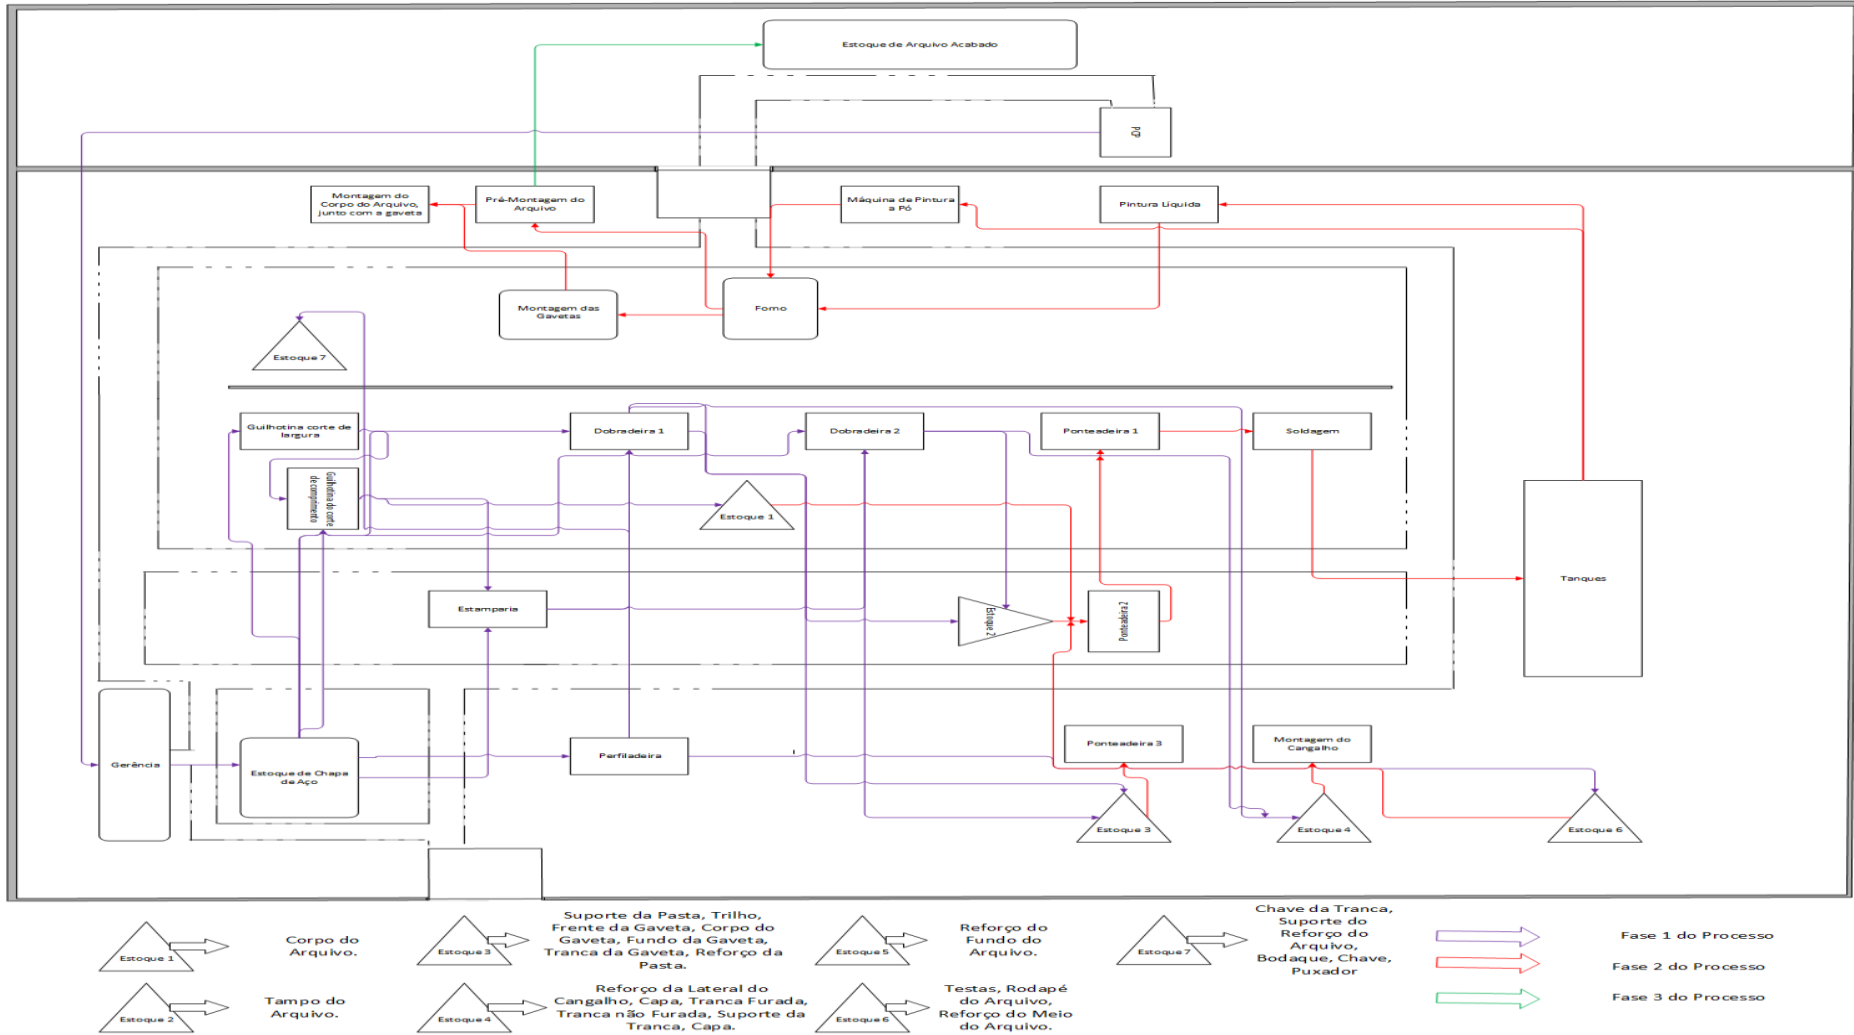 Estoque de Arquivo Acabado
PCP
Montagem do
Corpo do Arquivo,
junto com a gaveta
Pré-Montagem do
Arquivo
Máquina de Pintura
a Pó
Pintura Líquida
Montagem das
Gavetas
Forno
Estoque 7
Guilhotina corte de
largura
Dobradeira 1
Dobradeira 2
Ponteadeira 1
Soldagem
Guilhotina do corte
de comprimento
Estoque 1
Tanques
Estamparia
Estoque 2
Ponteadeira 2
Gerência
Estoque de Chapa
de Aço
Perfiladeira
Ponteadeira 3
Montagem do
Cangalho
Estoque 3
Estoque 4
Estoque 6
Estoque 1
Corpo do
Arquivo.
Estoque 3
Suporte da Pasta, Trilho,
Frente da Gaveta, Corpo do
Gaveta, Fundo da Gaveta,
Tranca da Gaveta, Reforço da
Pasta.
Estoque 5
Reforço do
Fundo do
Arquivo.
Estoque 7
Chave da Tranca,
Suporte do
Reforço do
Arquivo,
Bodaque, Chave,
Puxador
Fase 1 do Processo
Fase 2 do Processo
Fase 3 do Processo
Estoque 2
Tampo do
Arquivo.
Estoque 4
Reforço da Lateral do
Cangalho, Capa, Tranca Furada,
Tranca não Furada, Suporte da
Tranca, Capa.
Estoque 6
Testas, Rodapé
do Arquivo,
Reforço do Meio
do Arquivo.